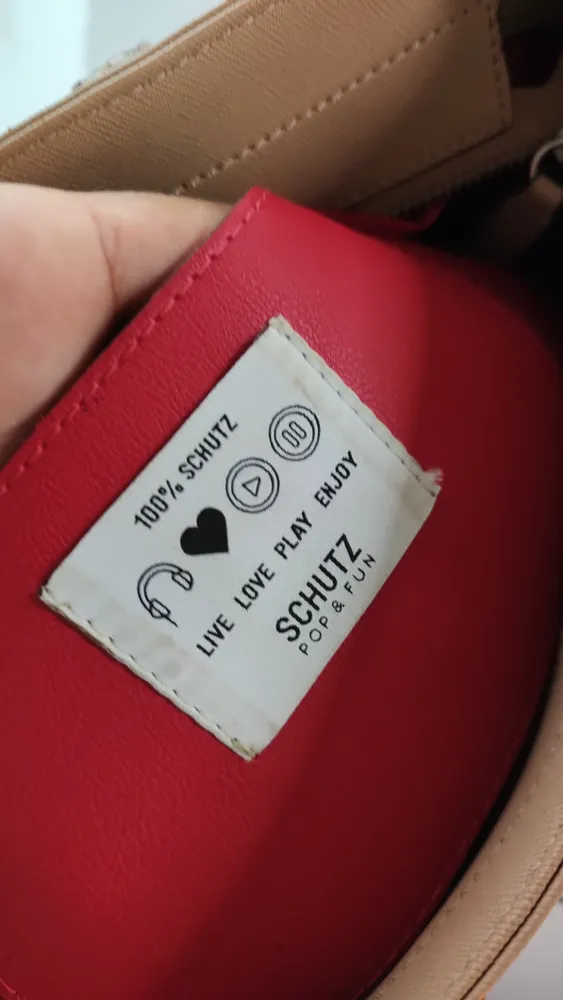 100% SCHUTZ
LIVE LOVE PLAY ENJOY
SCHUTZ
POP & FUN